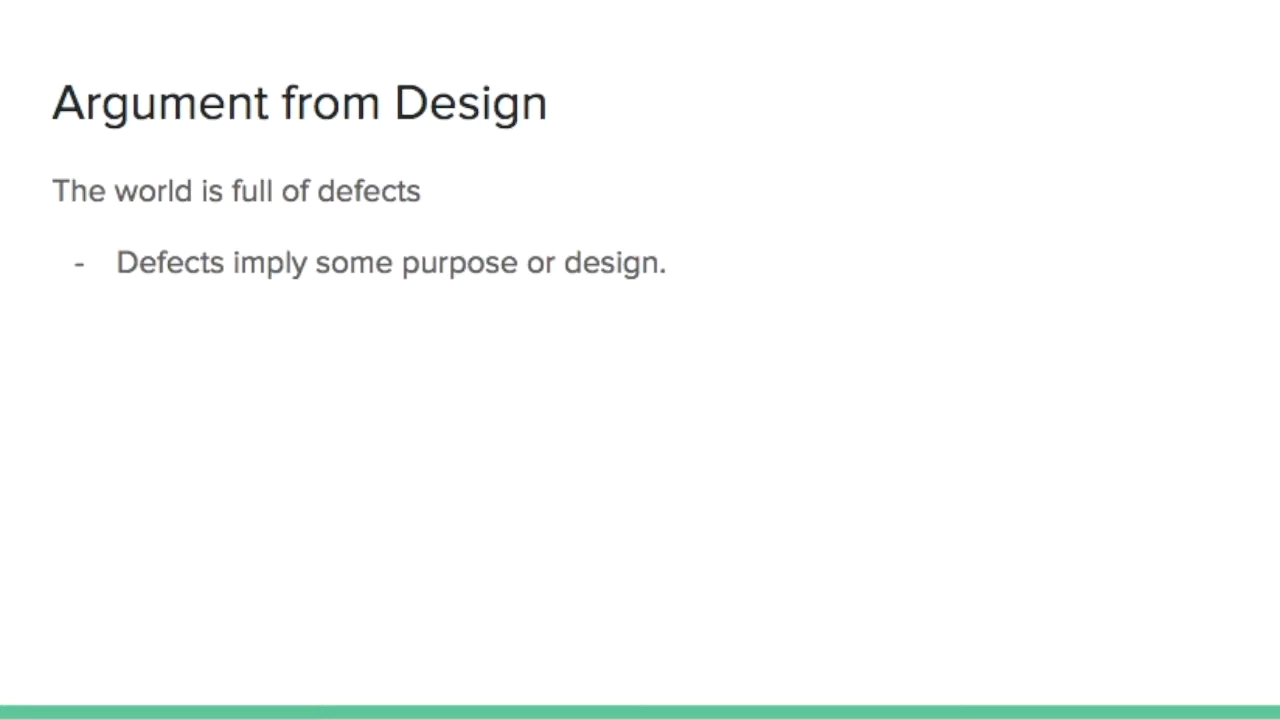 Argument from Design
The world is full of defects
- Defects imply some purpose or design.